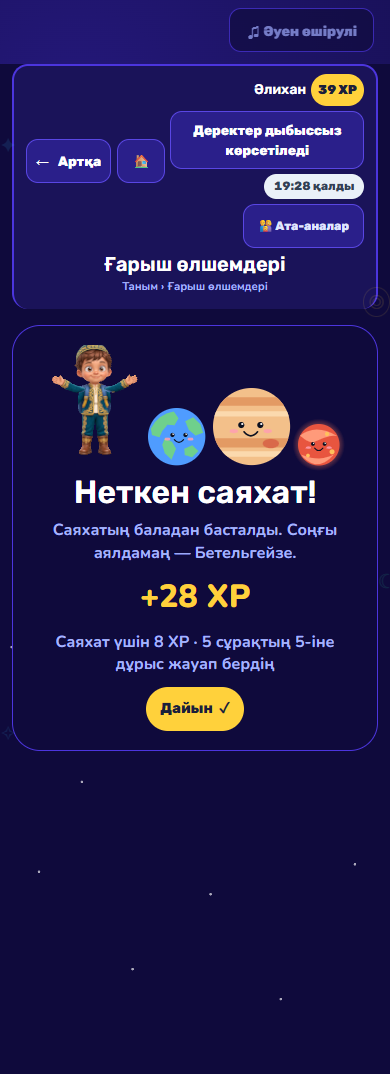 ♫ Әуен өшірулі
Әлихан 39 XP
Деректер дыбыссыз
көрсетіледі
← Артқа
19:28 қалды
Ата-аналар
Ғарыш өлшемдері
Таным › Ғарыш өлшемдері
Неткен саяхат!
Саяхатың баладан басталды. Соңғы
аялдамаң — Бетельгейзе.
+28 XP
Саяхат үшін 8 XP · 5 сұрақтың 5-іне
дұрыс жауап бердің
Дайын ✓